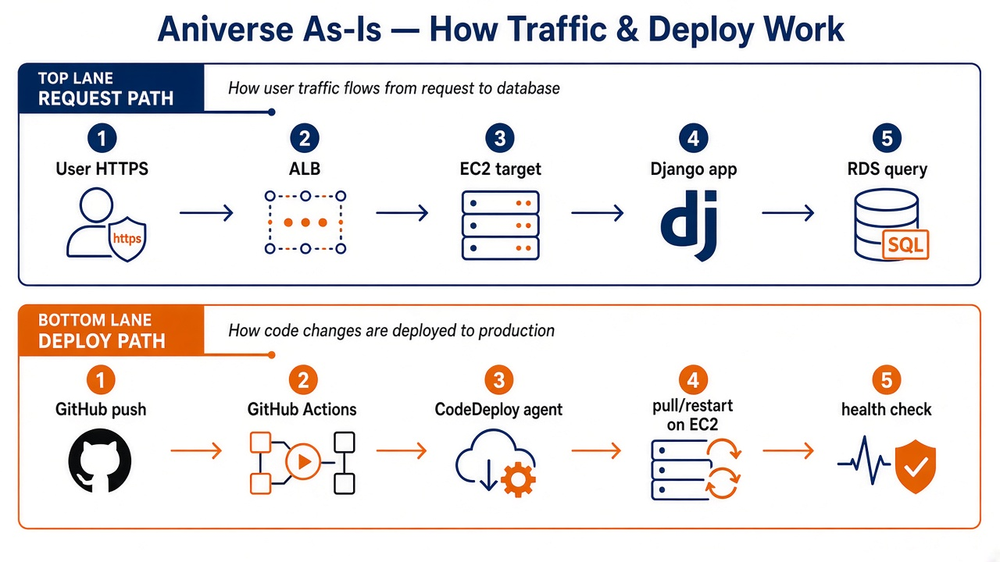 Aniverse As-Is — How Traffic & Deploy Work
TOP LANE
REQUEST PATH
How user traffic flows from request to database
1
2
3
4
5
User HTTPS
ALB
EC2 target
Django app
RDS query
https
dj
SQL
BOTTOM LANE
DEPLOY PATH
How code changes are deployed to production
1
2
3
4
5
GitHub push
GitHub Actions
CodeDeploy agent
pull/restart
on EC2
health check